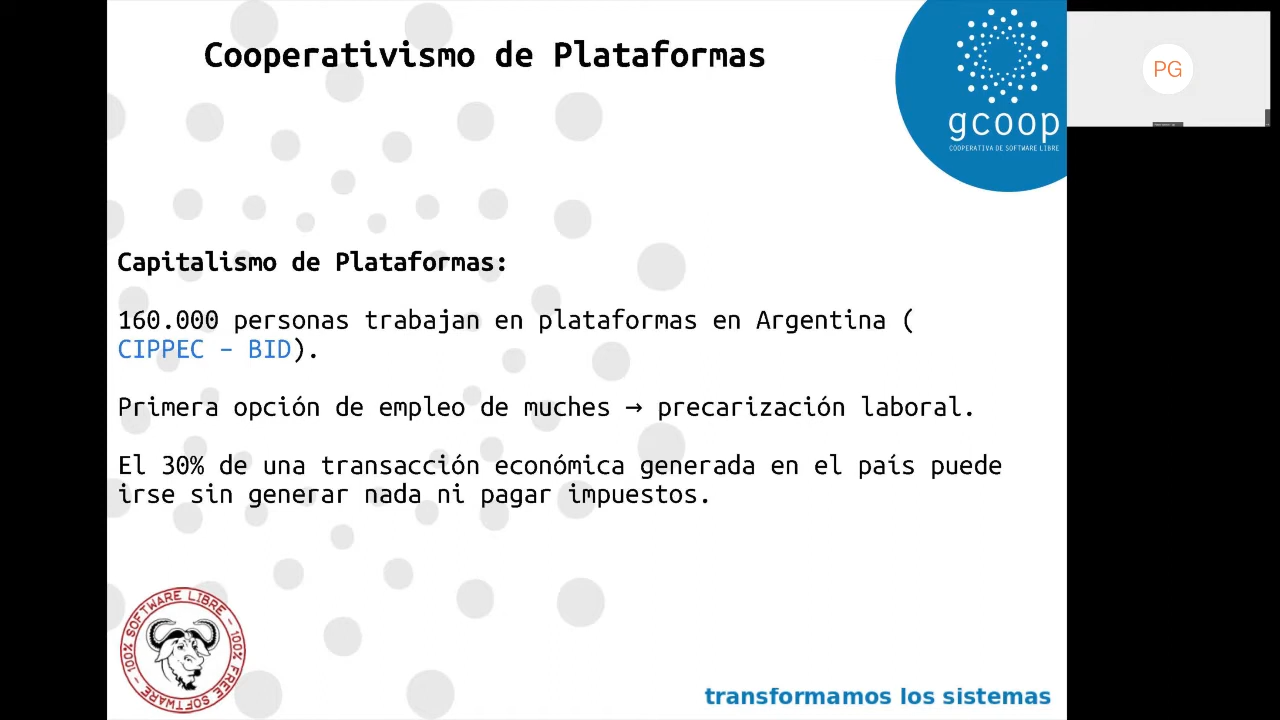 Cooperativismo de Plataformas
gcoop
COOPERATIVA DE SOFTWARE LIBRE
PG
Capitalismo de Plataformas:
160.000 personas trabajan en plataformas en Argentina (
CIPPEC – BID).
Primera opción de empleo de muches → precarización laboral.
El 30% de una transacción económica generada en el país puede
irse sin generar nada ni pagar impuestos.
100% SOFTWARE LIBRE – 100% FREE SOFTWARE –
transformamos los sistemas